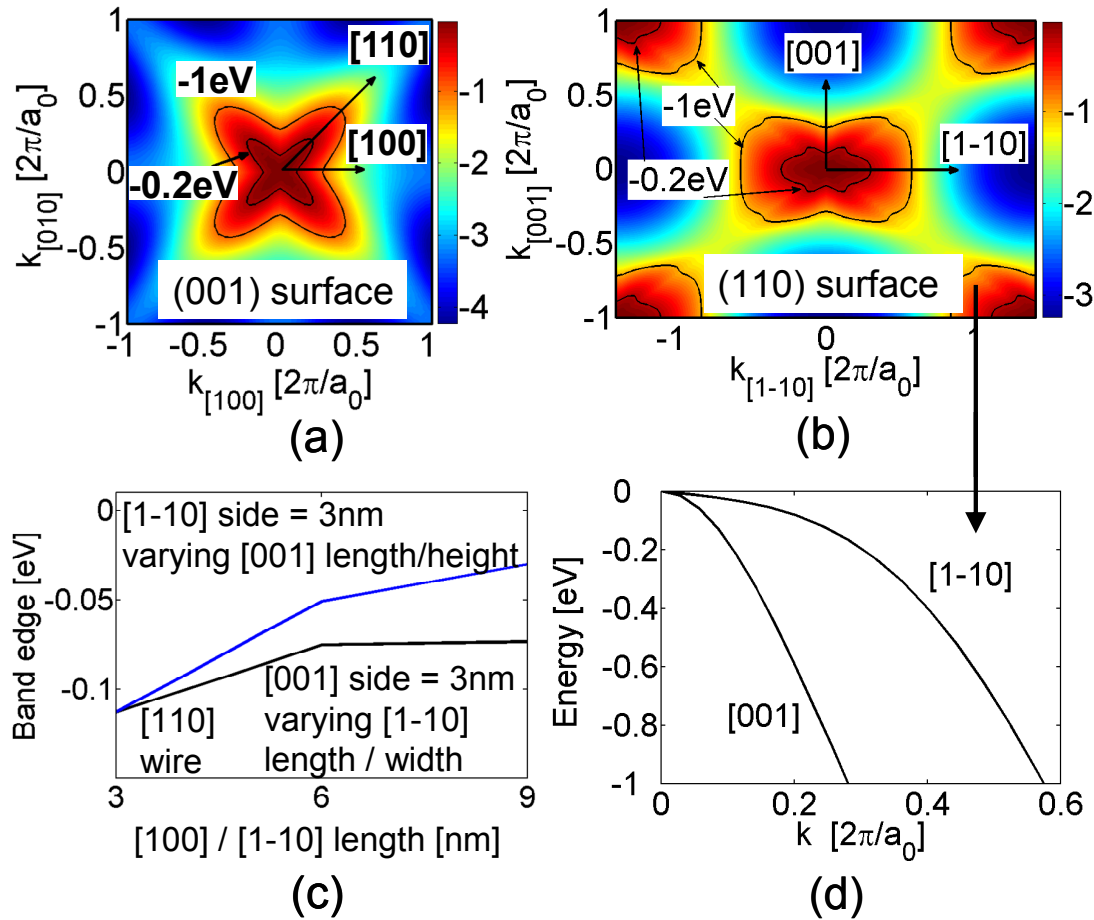 1
0.5
0
-0.5
-1
k[010] [2π/a0]
-1eV
[110]
[100]
-0.2eV
(001) surface
-1
-0.5
0
0.5
1
k[100] [2π/a0]
-1
-2
-3
-4
(a)
1
0.5
0
-0.5
-1
k[001] [2π/a0]
[001]
-1eV
[1-10]
-0.2eV
(110) surface
-1
0
1
k[1-10] [2π/a0]
-1
-2
-3
(b)
0
-0.05
-0.1
Band edge [eV]
[1-10] side = 3nm
varying [001] length/height
[001] side = 3nm
varying [1-10]
length / width
[110]
wire
3
6
9
[100] / [1-10] length [nm]
(c)
0
-0.2
-0.4
-0.6
-0.8
-1
Energy [eV]
[1-10]
[001]
0
0.2
0.4
0.6
k [2π/a0]
(d)